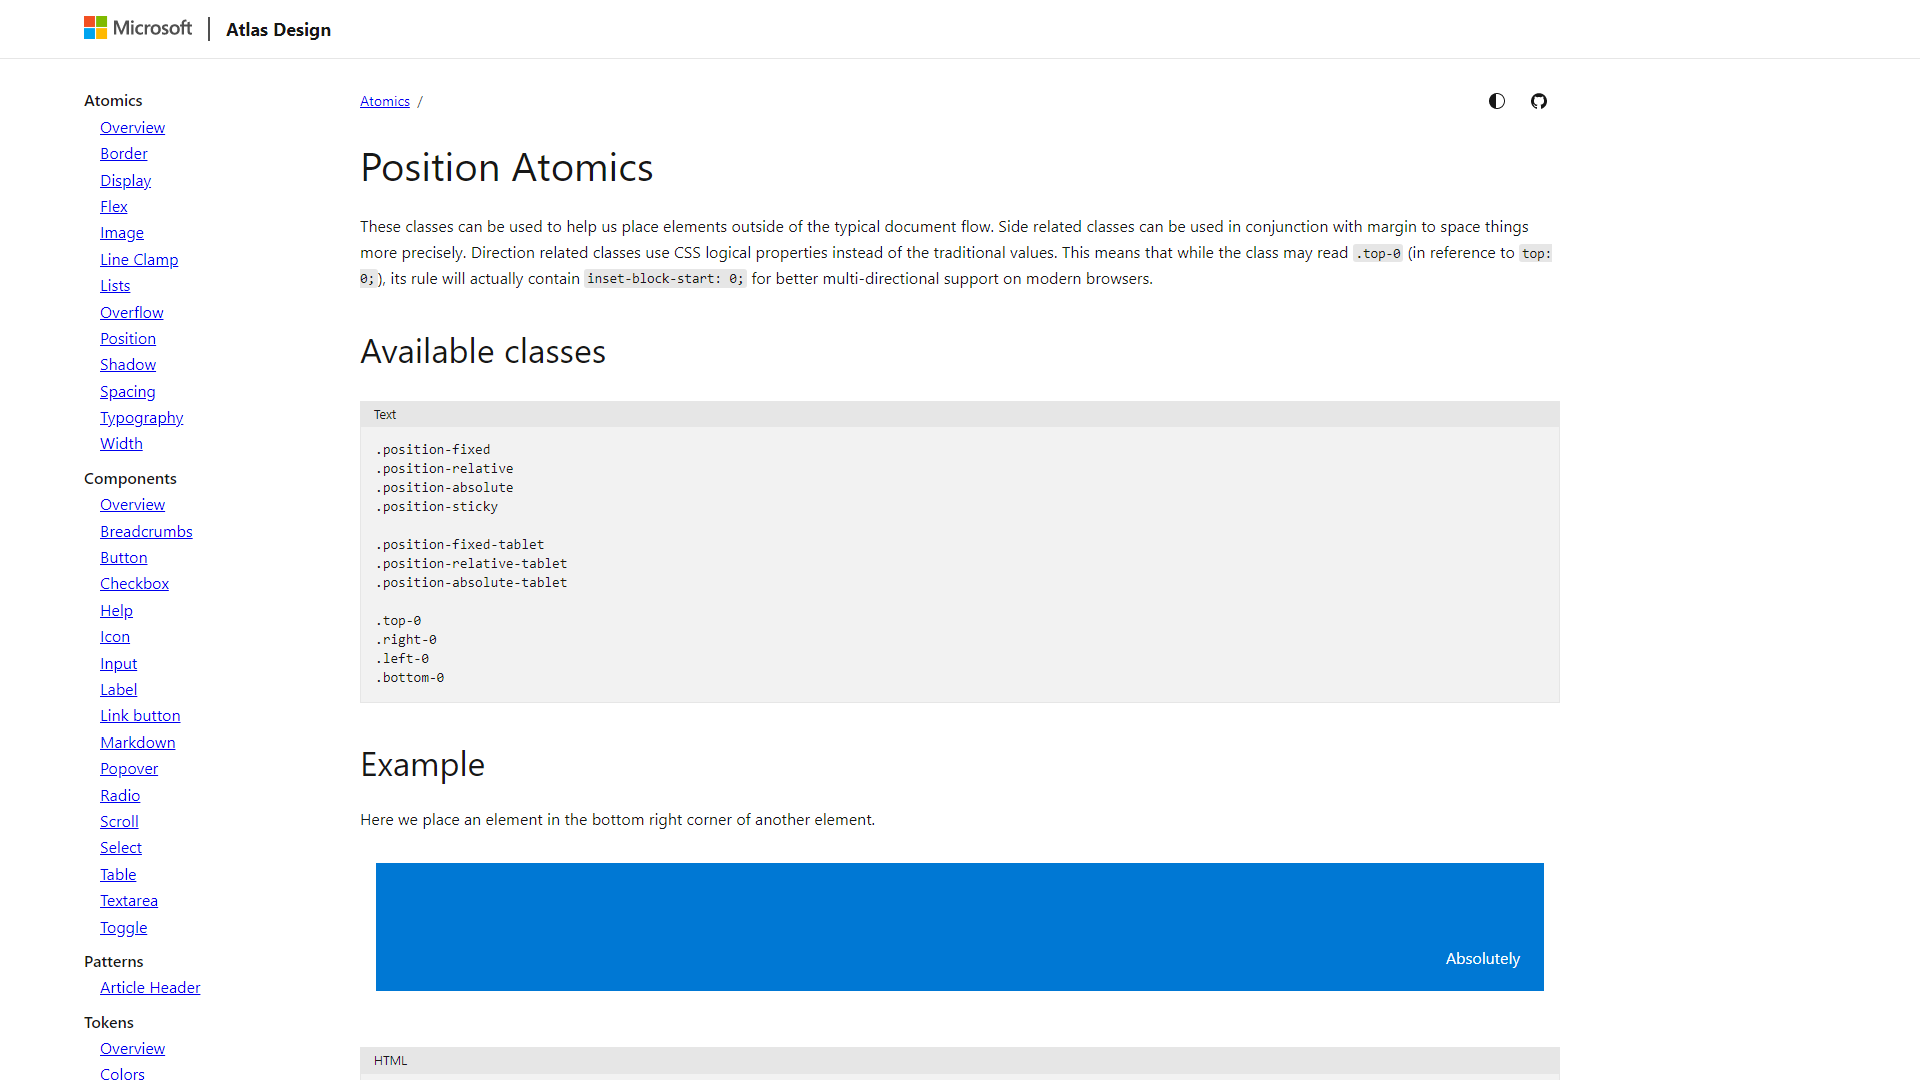 Microsoft
Atlas Design
Atomics
Overview
Border
Display
Flex
Image
Line Clamp
Lists
Overflow
Position
Shadow
Spacing
Typography
Width
Components
Overview
Breadcrumbs
Button
Checkbox
Help
Icon
Input
Label
Link button
Markdown
Popover
Radio
Scroll
Select
Table
Textarea
Toggle
Patterns
Article Header
Tokens
Overview
Colors
Atomics /
Position Atomics
These classes can be used to help us place elements outside of the typical document flow. Side related classes can be used in conjunction with margin to space things
more precisely. Direction related classes use CSS logical properties instead of the traditional values. This means that while the class may read .top-0 (in reference to top:
0;), its rule will actually contain inset-block-start: 0; for better multi-directional support on modern browsers.
Available classes
Text
.position-fixed
.position-relative
.position-absolute
.position-sticky
.position-fixed-tablet
.position-relative-tablet
.position-absolute-tablet
.top-0
.right-0
.left-0
.bottom-0
Example
Here we place an element in the bottom right corner of another element.
Absolutely
HTML